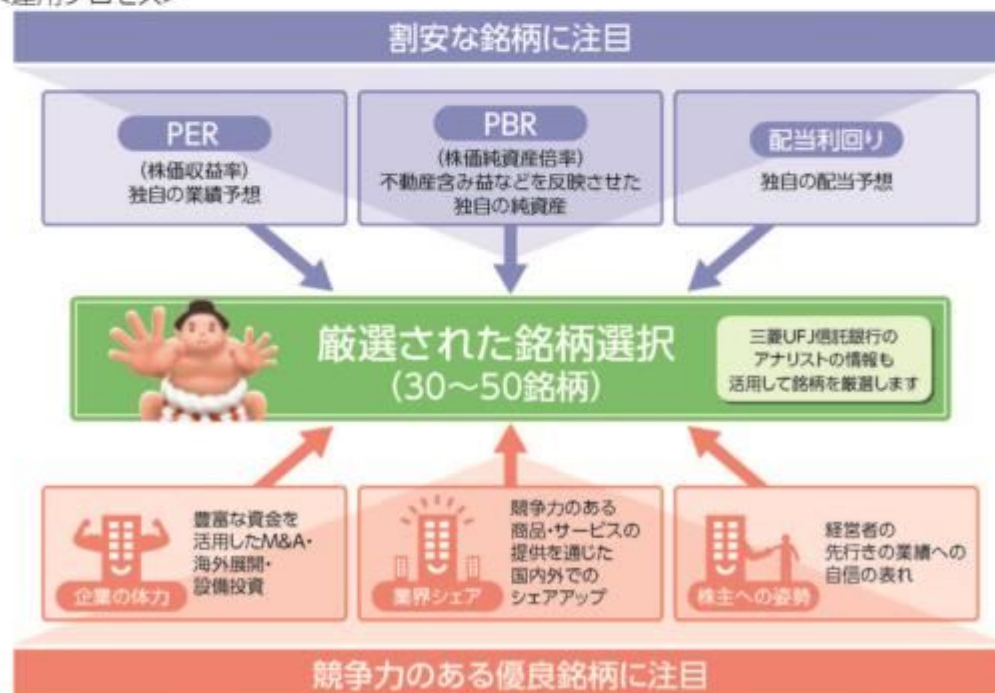 割安な銘柄に注目
PER
(株価収益率)
独自の業績予想
PBR
(株価純資産倍率)
不動産含み益などを反映させた
独自の純資産
配当利回り
独自の配当予想
厳選された銘柄選択
(30～50銘柄)
三菱UFJ信託銀行の
アナリストの情報も
活用して銘柄を厳選します
企業の体力
豊富な資金を
活用したM&A・
海外展開・
設備投資
業界シェア
競争力のある
商品・サービスの
提供を通じた
国内外での
シェアアップ
株主への姿勢
経営者の
先行きの業績への
自信の表れ
競争力のある優良銘柄に注目